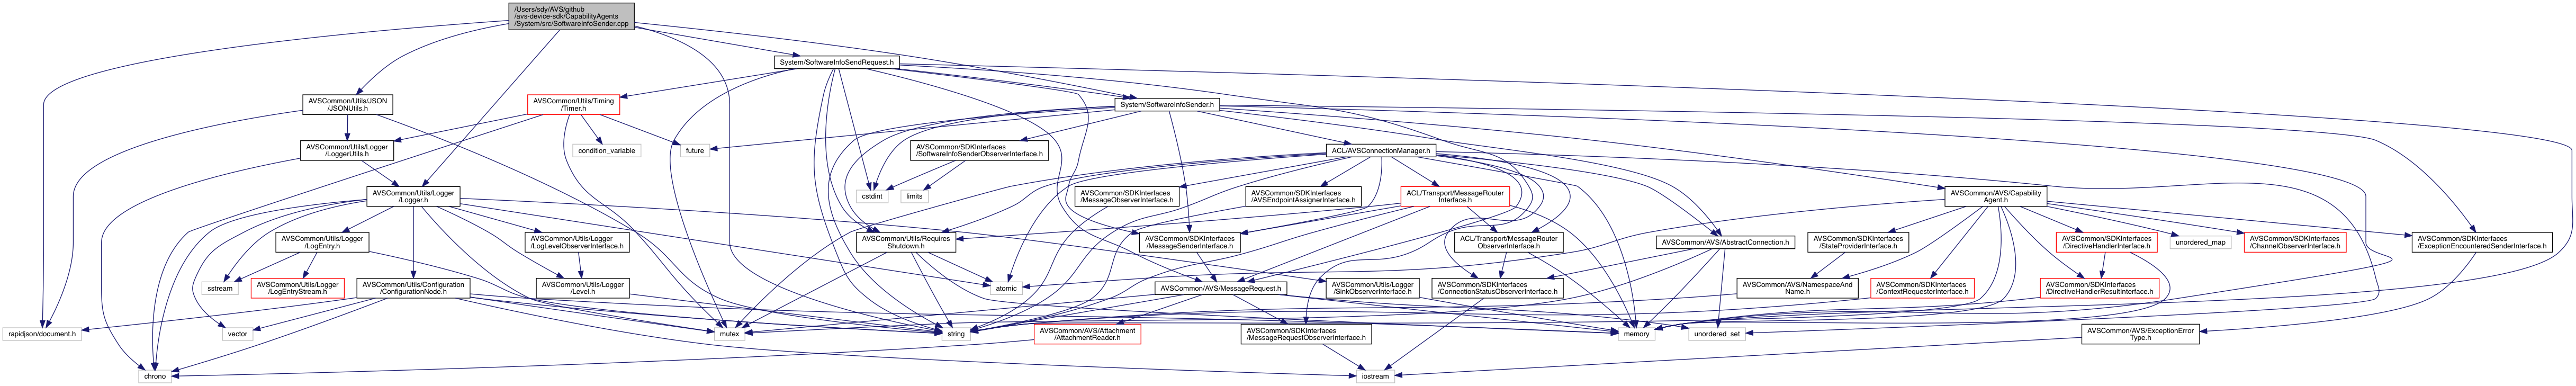 /Users/sdy/AVS/github
/avs-device-sdk/CapabilityAgents
/System/src/SoftwareInfoSender.cpp
System/SoftwareInfoSendRequest.h
AVSCommon/Utils/JSON
/JSONUtils.h
AVSCommon/Utils/Timing
/Timer.h
System/SoftwareInfoSender.h
AVSCommon/Utils/Logger
/LoggerUtils.h
condition_variable
future
AVSCommon/SDKInterfaces
/SoftwareInfoSenderObserverInterface.h
ACL/AVSConnectionManager.h
AVSCommon/Utils/Logger
/Logger.h
cstdint
limits
AVSCommon/SDKInterfaces
/MessageObserverInterface.h
AVSCommon/SDKInterfaces
/AVSEndpointAssignerInterface.h
ACL/Transport/MessageRouter
Interface.h
AVSCommon/AVS/Capability
Agent.h
AVSCommon/Utils/Logger
/LogEntry.h
AVSCommon/Utils/Logger
/LogLevelObserverInterface.h
AVSCommon/Utils/Requires
Shutdown.h
AVSCommon/SDKInterfaces
/MessageSenderInterface.h
ACL/Transport/MessageRouter
ObserverInterface.h
AVSCommon/AVS/AbstractConnection.h
AVSCommon/SDKInterfaces
/StateProviderInterface.h
AVSCommon/SDKInterfaces
/DirectiveHandlerInterface.h
unordered_map
AVSCommon/SDKInterfaces
/ChannelObserverInterface.h
AVSCommon/SDKInterfaces
/ExceptionEncounteredSenderInterface.h
sstream
AVSCommon/Utils/Logger
/LogEntryStream.h
AVSCommon/Utils/Configuration
/ConfigurationNode.h
AVSCommon/Utils/Logger
/Level.h
atomic
AVSCommon/AVS/MessageRequest.h
AVSCommon/Utils/Logger
/SinkObserverInterface.h
AVSCommon/SDKInterfaces
/ConnectionStatusObserverInterface.h
AVSCommon/AVS/NamespaceAnd
Name.h
AVSCommon/SDKInterfaces
/ContextRequesterInterface.h
AVSCommon/SDKInterfaces
/DirectiveHandlerResultInterface.h
rapidjson/document.h
vector
mutex
string
AVSCommon/AVS/Attachment
/AttachmentReader.h
AVSCommon/SDKInterfaces
/MessageRequestObserverInterface.h
memory
unordered_set
AVSCommon/AVS/ExceptionError
Type.h
chrono
iostream